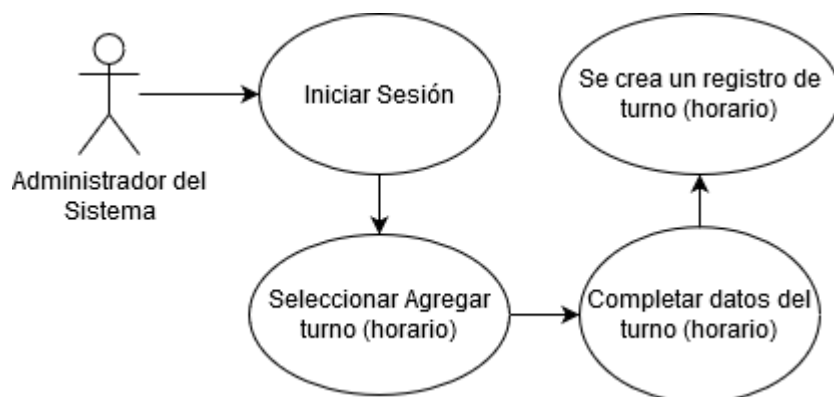 Administrador del
Sistema
Iniciar Sesión
Seleccionar Agregar
turno (horario)
Completar datos del
turno (horario)
Se crea un registro de
turno (horario)